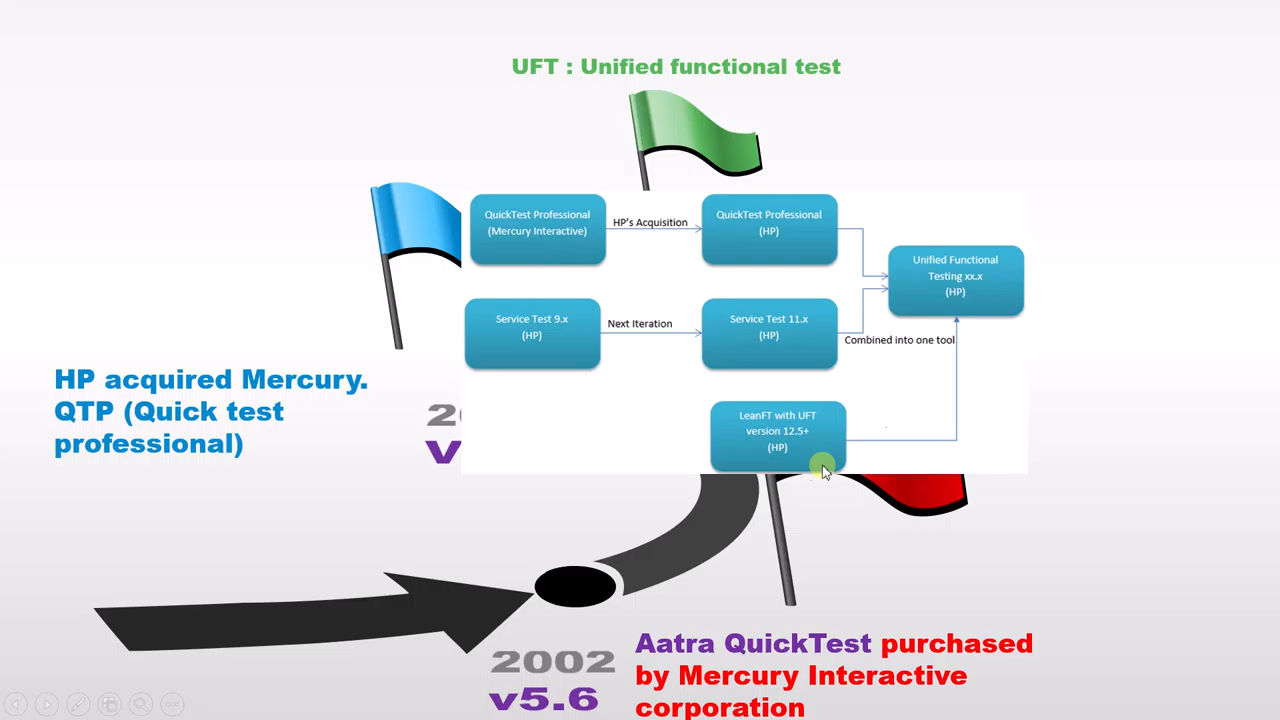 UFT : Unified functional test
QuickTest Professional
(Mercury Interactive)
HP's Acquisition
QuickTest Professional
(HP)
Unified Functional
Testing xx.x
(HP)
Service Test 9.x
(HP)
Next Iteration
Service Test 11.x
(HP)
Combined into one tool
LeanFT with UFT
version 12.5+
(HP)
HP acquired Mercury.
QTP (Quick test
professional)
2002
v5.6
Aatra QuickTest purchased
by Mercury Interactive
corporation